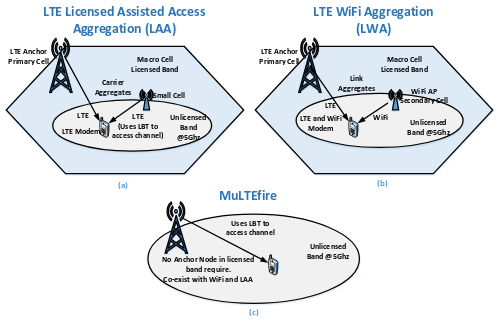 LTE Licensed Assisted Access
Aggregation (LAA)
LTE Anchor
Primary Cell
Macro Cell
Licensed Band
Carrier
Aggregates
Small Cell
LTE
LTE
(Uses LBT to
access channel)
LTE Modem
Unlicensed
Band
@5Ghz
(a)
LTE WiFi Aggregation
(LWA)
LTE Anchor
Primary Cell
Macro Cell
Licensed Band
Link
Aggregates
WiFi AP
Secondary Cell
LTE
LTE and WiFi
Modem
WiFi
Unlicensed
Band @5Ghz
(b)
MuLTEfire
Uses LBT to
access channel
Unlicensed
Band @5Ghz
No Anchor Node in licensed
band require.
Co-exist with WiFi and LAA
(c)